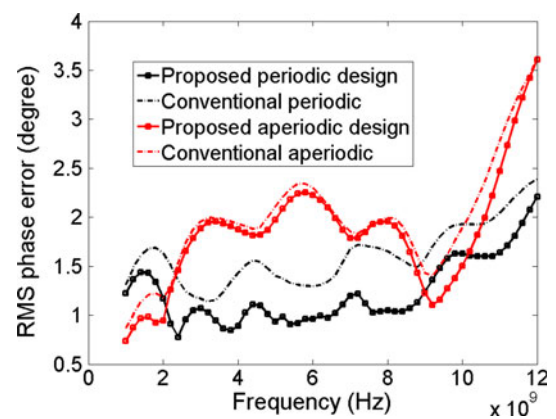 4
3.5
3
2.5
2
1.5
1
0.5
RMS phase error (degree)
Proposed periodic design
Conventional periodic
Proposed aperiodic design
Conventional aperiodic
0 2 4 6 8 10 12
Frequency (Hz)
x 10^9